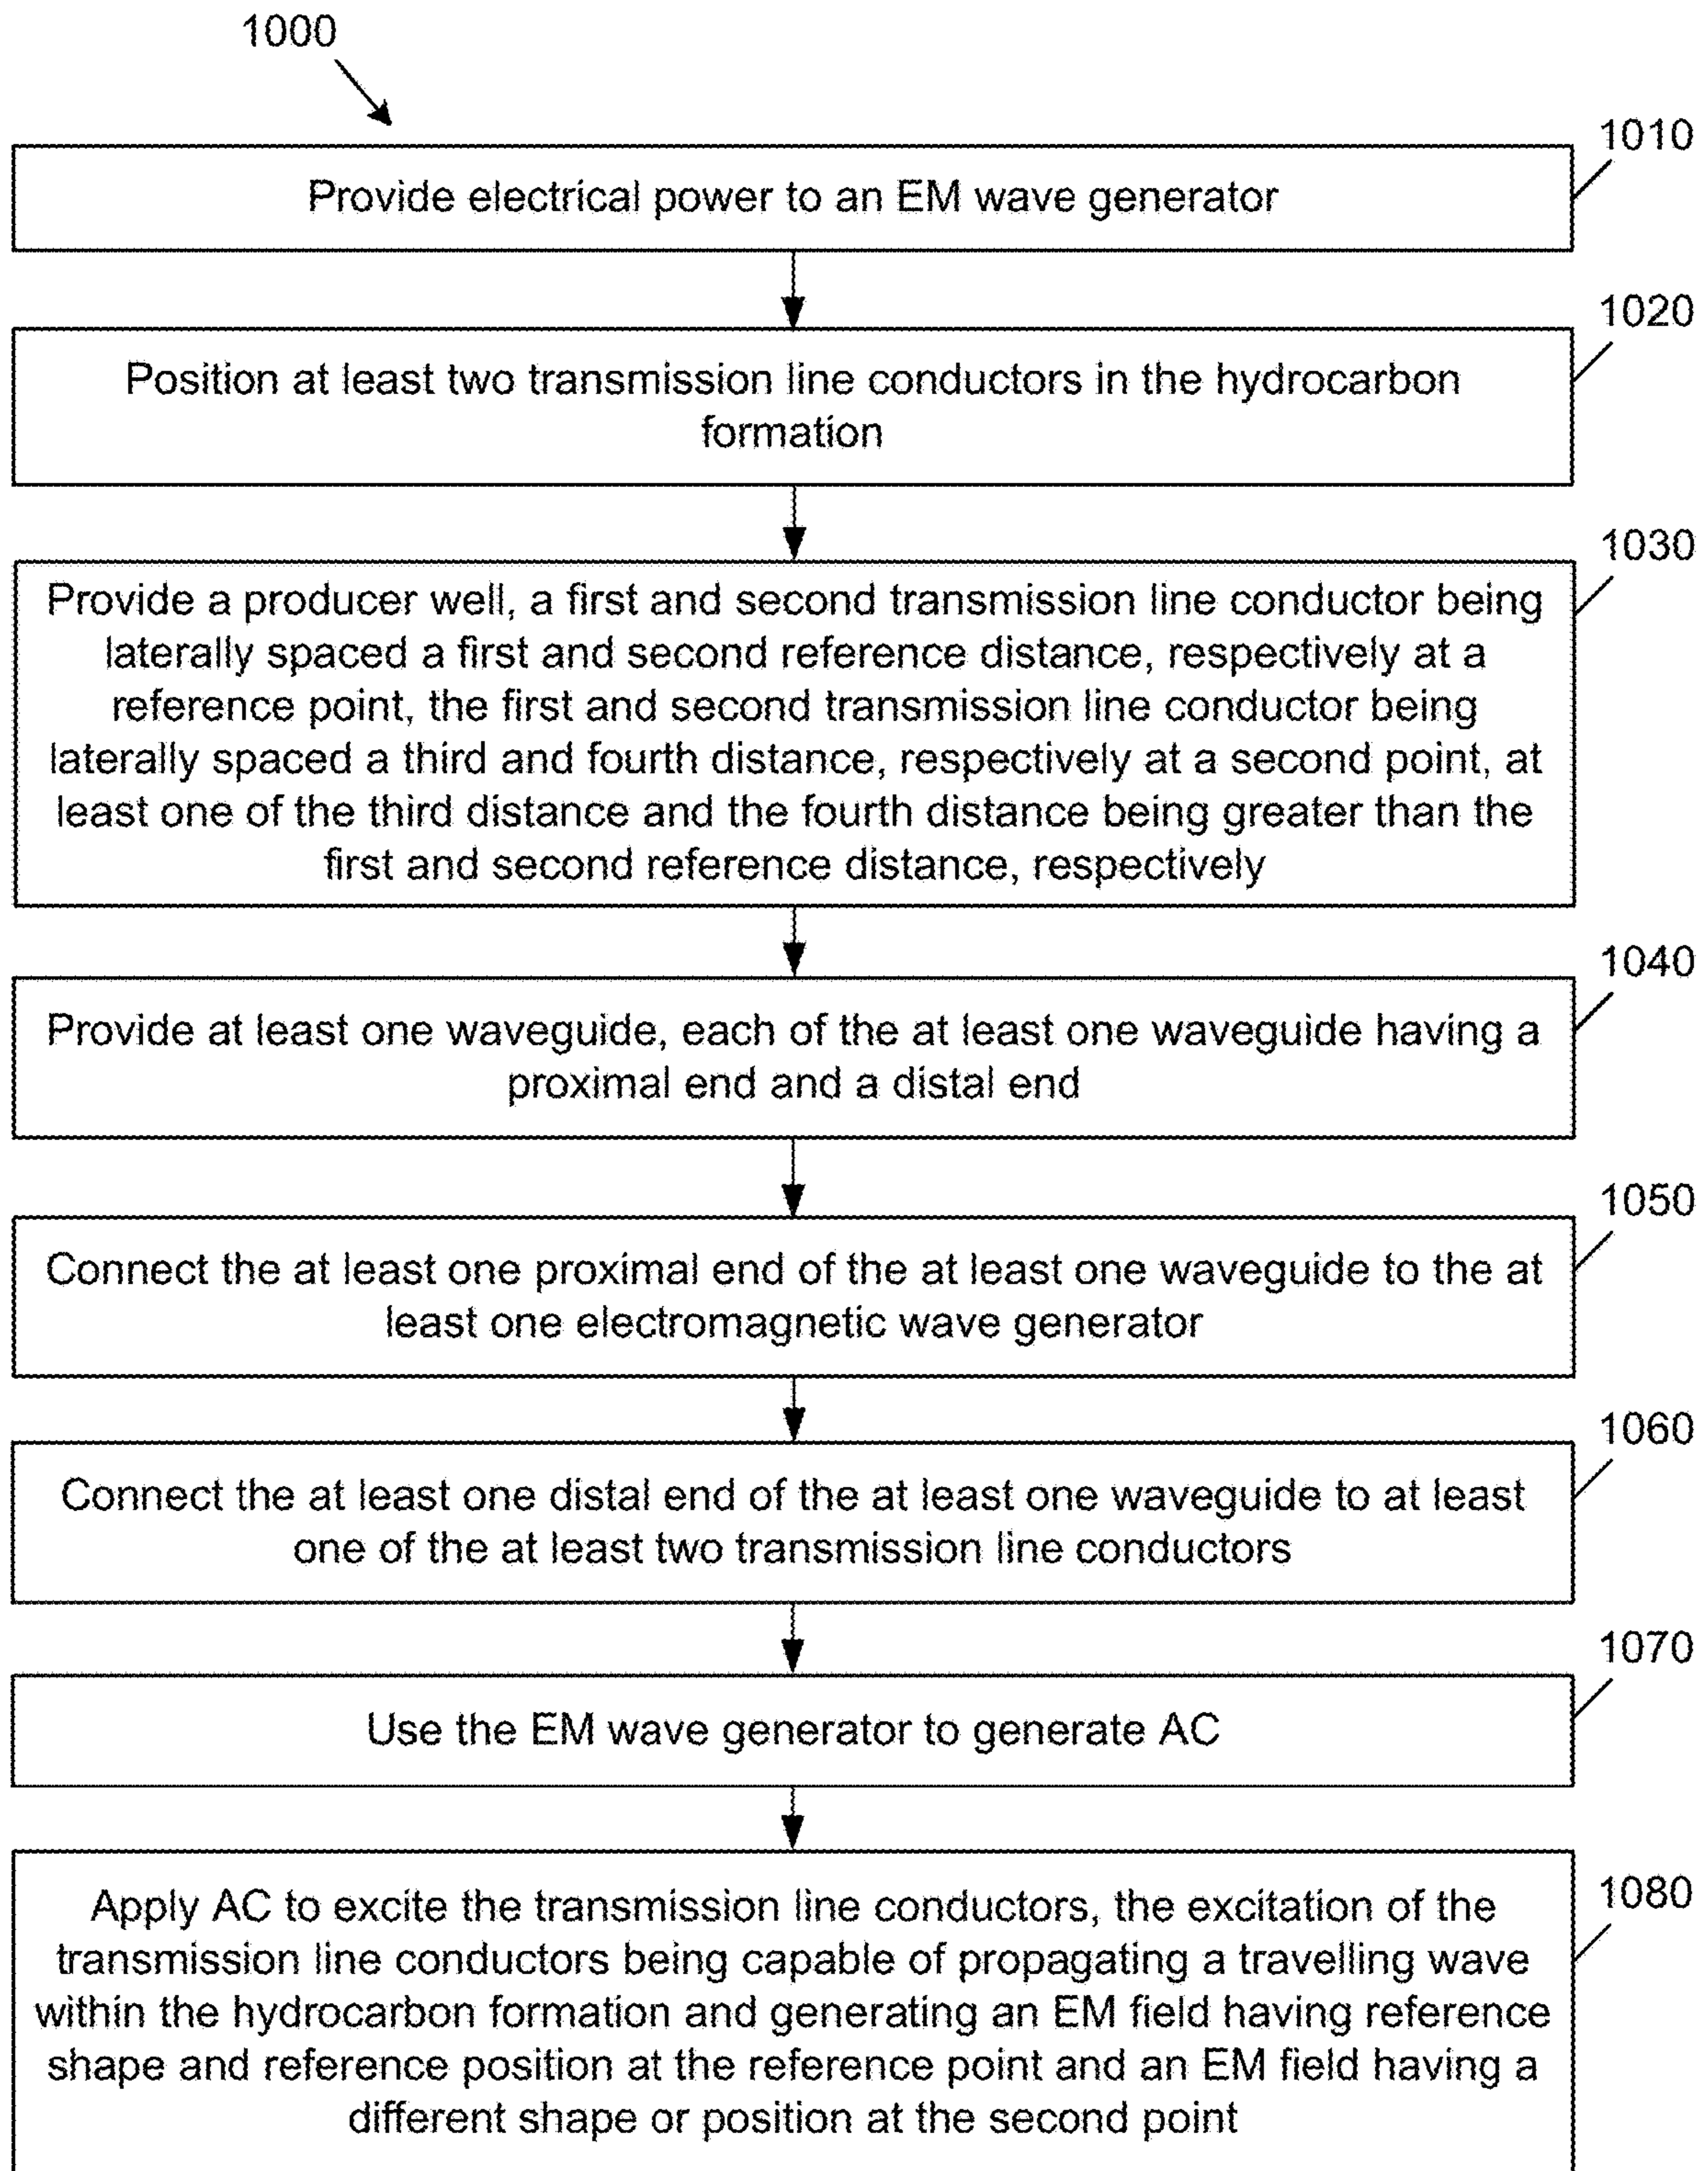 1000
1010
Provide electrical power to an EM wave generator
1020
Position at least two transmission line conductors in the hydrocarbon
formation
1030
Provide a producer well, a first and second transmission line conductor being
laterally spaced a first and second reference distance, respectively at a
reference point, the first and second transmission line conductor being
laterally spaced a third and fourth distance, respectively at a second point, at
least one of the third distance and the fourth distance being greater than the
first and second reference distance, respectively
1040
Provide at least one waveguide, each of the at least one waveguide having a
proximal end and a distal end
1050
Connect the at least one proximal end of the at least one waveguide to the at
least one electromagnetic wave generator
1060
Connect the at least one distal end of the at least one waveguide to at least
one of the at least two transmission line conductors
1070
Use the EM wave generator to generate AC
1080
Apply AC to excite the transmission line conductors, the excitation of the
transmission line conductors being capable of propagating a travelling wave
within the hydrocarbon formation and generating an EM field having reference
shape and reference position at the reference point and an EM field having a
different shape or position at the second point